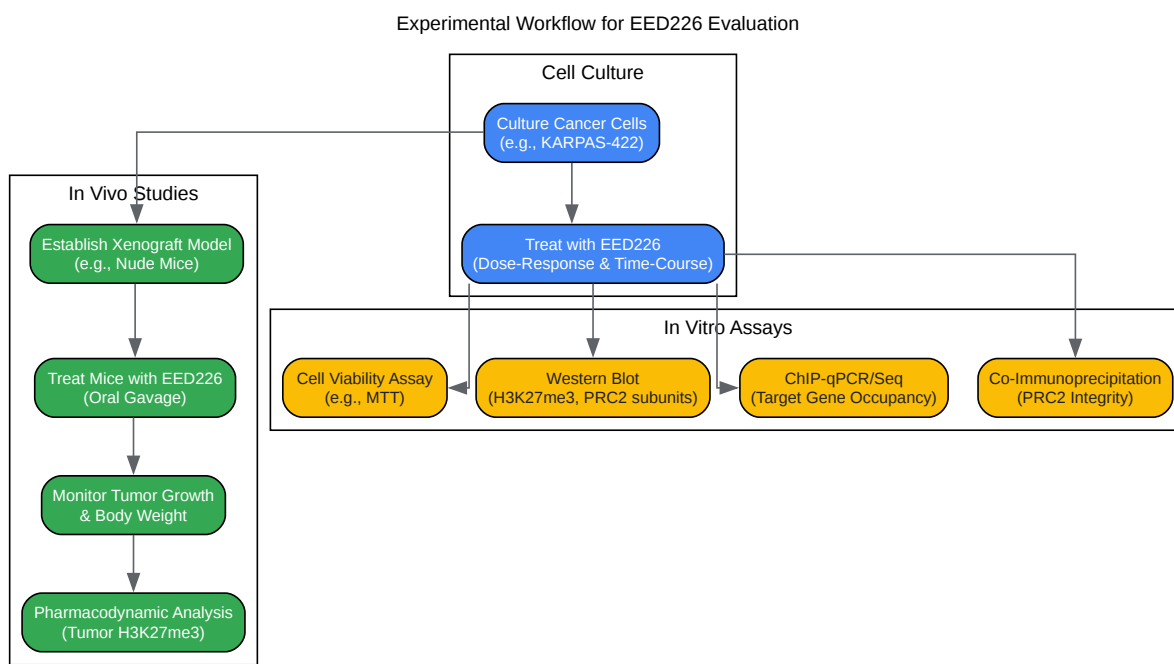 Experimental Workflow for EED226 Evaluation
Cell Culture
Culture Cancer Cells
(e.g., KARPAS-422)
Treat with EED226
(Dose-Response & Time-Course)
In Vivo Studies
Establish Xenograft Model
(e.g., Nude Mice)
Treat Mice with EED226
(Oral Gavage)
Monitor Tumor Growth
& Body Weight
Pharmacodynamic Analysis
(Tumor H3K27me3)
In Vitro Assays
Cell Viability Assay
(e.g., MTT)
Western Blot
(H3K27me3, PRC2 subunits)
ChIP-qPCR/Seq
(Target Gene Occupancy)
Co-Immunoprecipitation
(PRC2 Integrity)